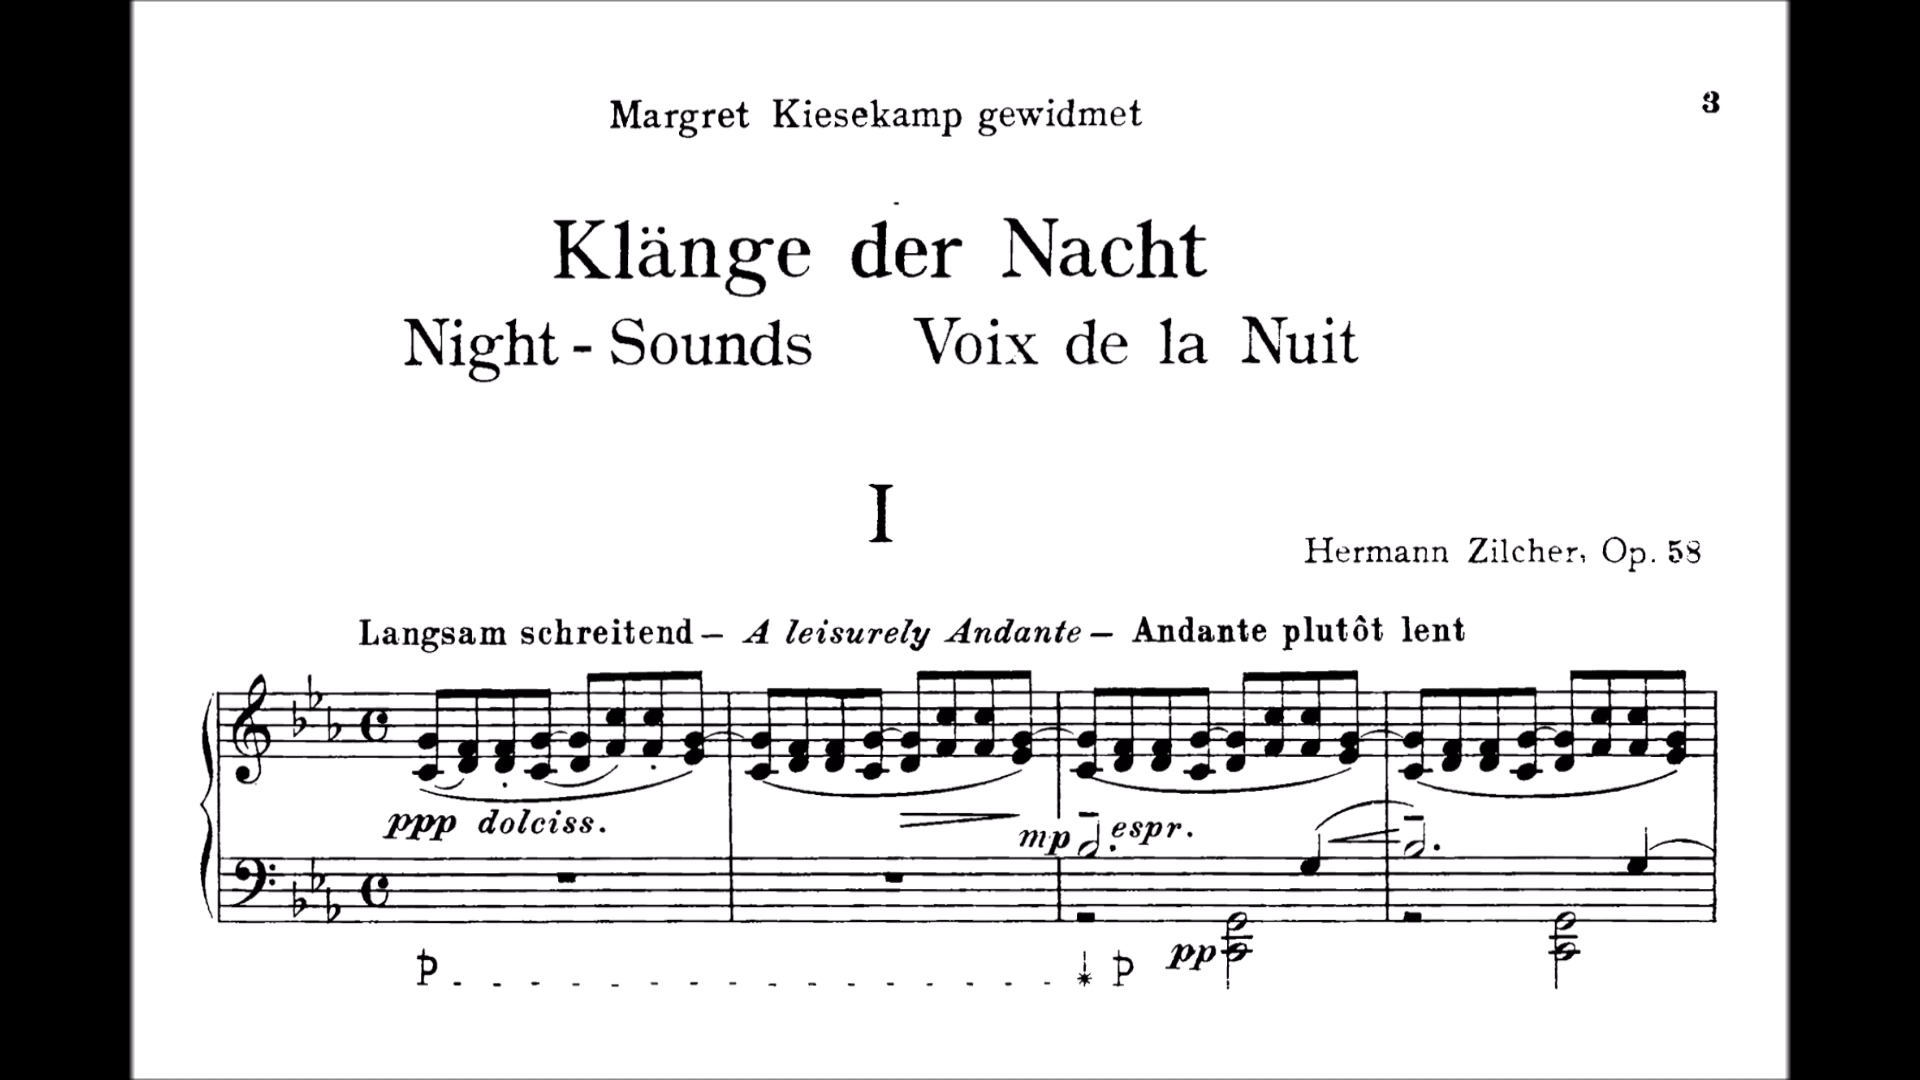 Margret Kiesekamp gewidmet
3
Klänge der Nacht
Night - Sounds Voix de la Nuit
I
Hermann Zilcher, Op. 58
Langsam schreitend – A leisurely Andante – Andante plutôt lent
ppp dolciss.
mp espr.
pp
P * P